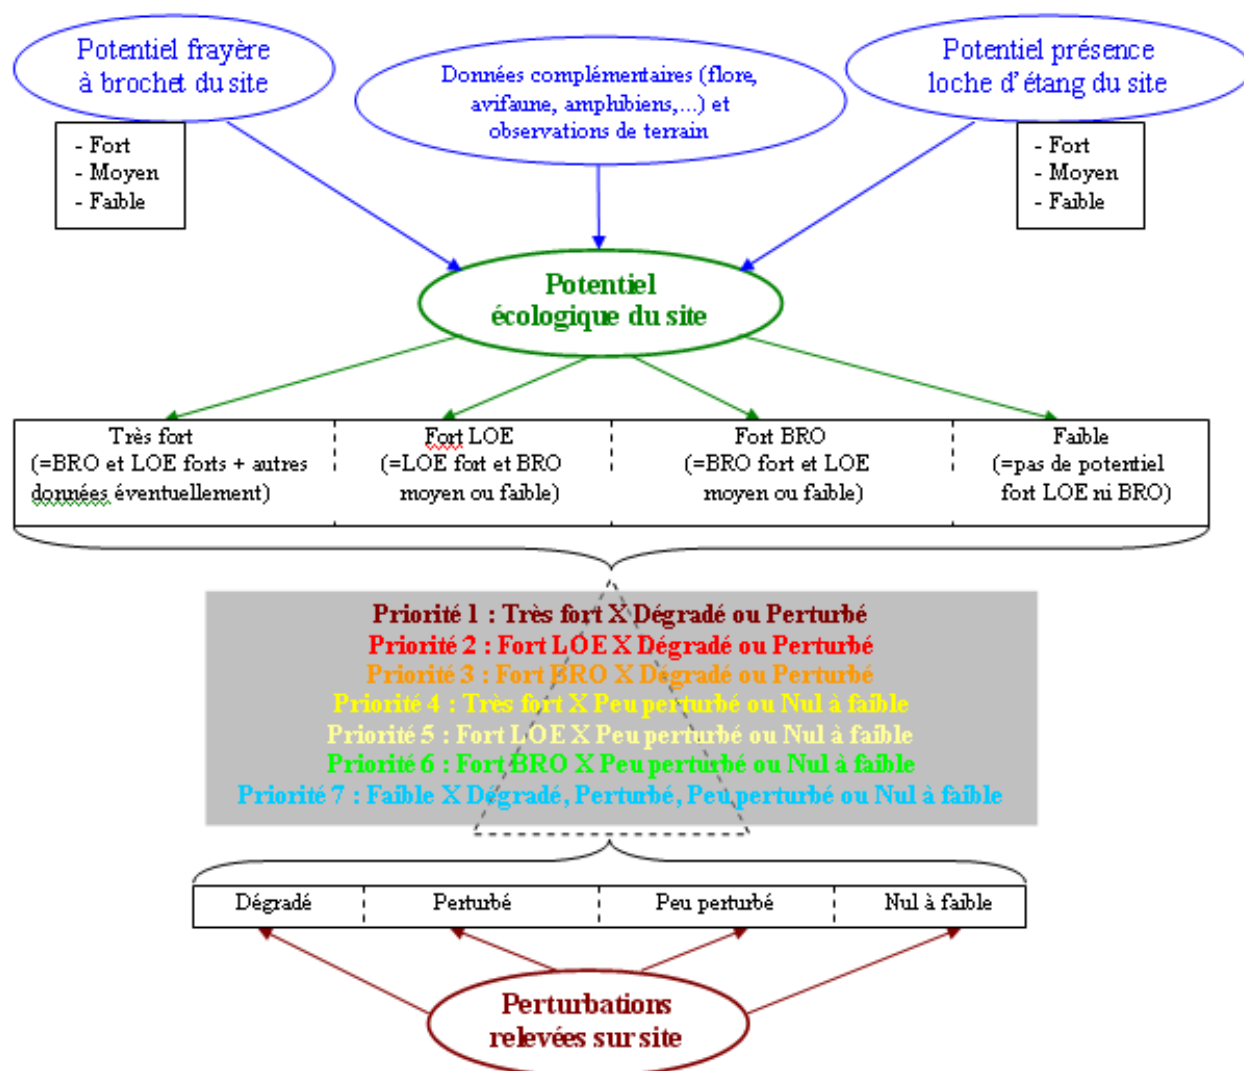 Potentiel frayère
à brochet du site
Données complémentaires (flore,
avifaune, amphibiens,...) et
observations de terrain
Potentiel présence
loche d'étang du site
- Fort
- Moyen
- Faible
- Fort
- Moyen
- Faible
Potentiel
écologique du site
Très fort
(=BRO et LOE forts + autres
données éventuellement)
Fort LOE
(=LOE fort et BRO
moyen ou faible)
Fort BRO
(=BRO fort et LOE
moyen ou faible)
Faible
(=pas de potentiel
fort LOE ni BRO)
Priorité 1 : Très fort X Dégradé ou Perturbé
Priorité 2 : Fort LOE X Dégradé ou Perturbé
Priorité 3 : Fort BRO X Dégradé ou Perturbé
Priorité 4 : Très fort X Peu perturbé ou Nul à faible
Priorité 5 : Fort LOE X Peu perturbé ou Nul à faible
Priorité 6 : Fort BRO X Peu perturbé ou Nul à faible
Priorité 7 : Faible X Dégradé, Perturbé, Peu perturbé ou Nul à faible
Dégradé
Perturbé
Peu perturbé
Nul à faible
Perturbations
relevées sur site